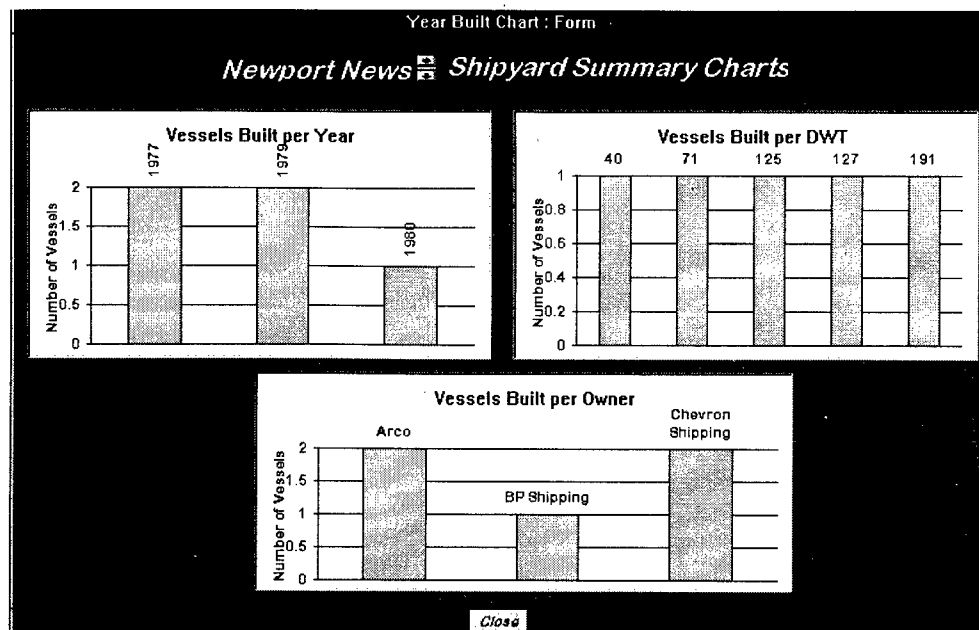 Year Built Chart : Form
Newport News Shipyard Summary Charts
Vessels Built per Year
1977
1979
1980
Number of Vessels
2
1.5
1
0.5
0
Vessels Built per DWT
40 71 125 127 191
Number of Vessels
1
0.8
0.6
0.4
0.2
0
Vessels Built per Owner
Arco
BP Shipping
Chevron
Shipping
Number of Vessels
2
1.5
1
0.5
0
Close